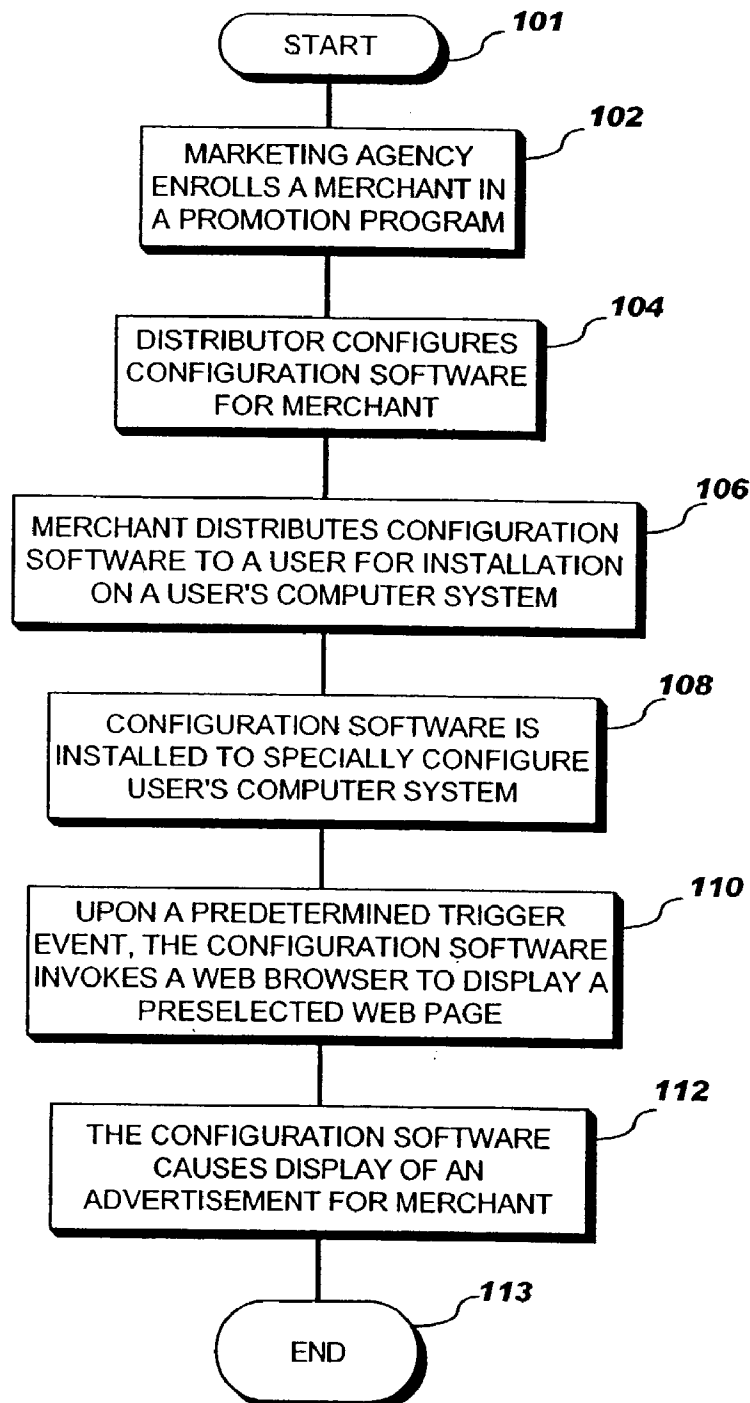 START
101
102
MARKETING AGENCY
ENROLLS A MERCHANT IN
A PROMOTION PROGRAM
104
DISTRIBUTOR CONFIGURES
CONFIGURATION SOFTWARE
FOR MERCHANT
106
MERCHANT DISTRIBUTES CONFIGURATION
SOFTWARE TO A USER FOR INSTALLATION
ON A USER'S COMPUTER SYSTEM
108
CONFIGURATION SOFTWARE IS
INSTALLED TO SPECIALLY CONFIGURE
USER'S COMPUTER SYSTEM
110
UPON A PREDETERMINED TRIGGER
EVENT, THE CONFIGURATION SOFTWARE
INVOKES A WEB BROWSER TO DISPLAY A
PRESELECTED WEB PAGE
112
THE CONFIGURATION SOFTWARE
CAUSES DISPLAY OF AN
ADVERTISEMENT FOR MERCHANT
113
END